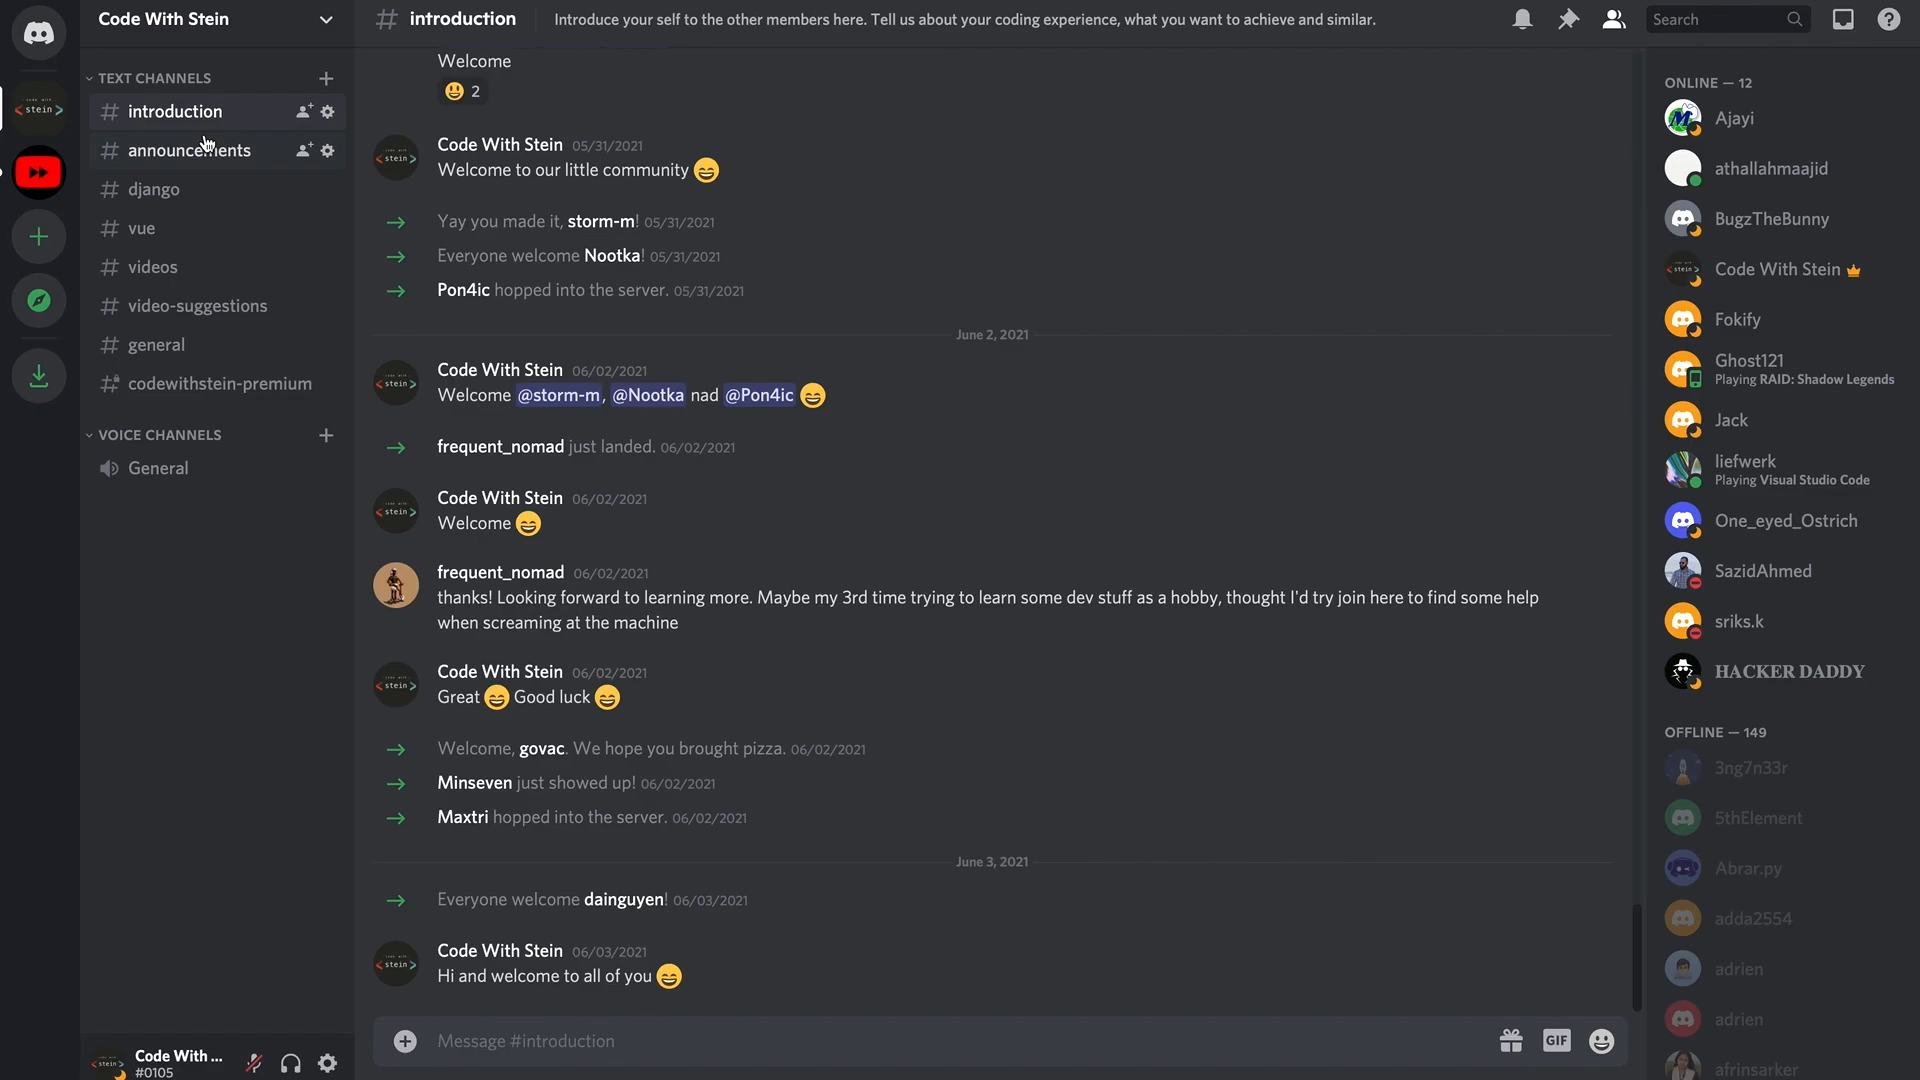 Code With Stein
TEXT CHANNELS
introduction
announcements
django
vue
videos
video-suggestions
general
codewithstein-premium
VOICE CHANNELS
General
Code With ...
#0105
introduction
Introduce your self to the other members here. Tell us about your coding experience, what you want to achieve and similar.
Search
Welcome
2
Code With Stein 05/31/2021
Welcome to our little community
Yay you made it, storm-m! 05/31/2021
Everyone welcome Nootka! 05/31/2021
Pon4ic hopped into the server. 05/31/2021
June 2, 2021
Code With Stein 06/02/2021
Welcome @storm-m, @Nootka nad @Pon4ic
frequent_nomad just landed. 06/02/2021
Code With Stein 06/02/2021
Welcome
frequent_nomad 06/02/2021
thanks! Looking forward to learning more. Maybe my 3rd time trying to learn some dev stuff as a hobby, thought I'd try join here to find some help
when screaming at the machine
Code With Stein 06/02/2021
Great Good luck
Welcome, govac. We hope you brought pizza. 06/02/2021
Minseven just showed up! 06/02/2021
Maxtri hopped into the server. 06/02/2021
June 3, 2021
Everyone welcome dainguyen! 06/03/2021
Code With Stein 06/03/2021
Hi and welcome to all of you
Message #introduction
GIF
ONLINE — 12
Ajayi
athallahmaajid
BugzTheBunny
Code With Stein
Fokify
Ghost121
Playing RAID: Shadow Legends
Jack
liefwerk
Playing Visual Studio Code
One_eyed_Ostrich
SazidAhmed
sriks.k
HACKER DADDY
OFFLINE — 149
3ng7n33r
5thElement
Abrar.py
adda2554
adrien
adrien
afrinsarker